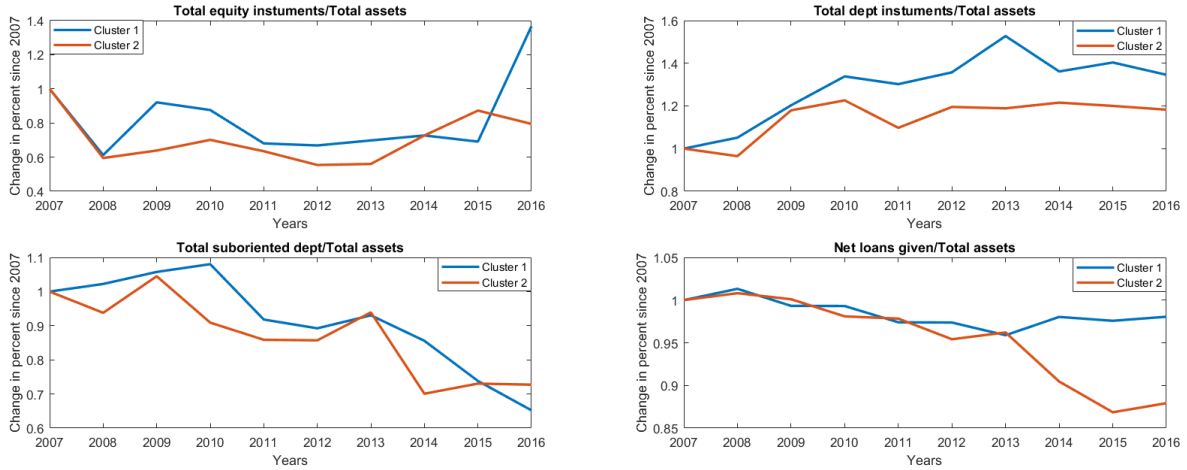 Total equity instuments/Total assets
Change in percent since 2007
1.4
1.2
1
0.8
0.6
0.4
Cluster 1
Cluster 2
2007 2008 2009 2010 2011 2012 2013 2014 2015 2016
Years
Total dept instuments/Total assets
Change in percent since 2007
1.6
1.4
1.2
1
0.8
Cluster 1
Cluster 2
2007 2008 2009 2010 2011 2012 2013 2014 2015 2016
Years
Total suboriented dept/Total assets
Change in percent since 2007
1.1
1
0.9
0.8
0.7
0.6
Cluster 1
Cluster 2
2007 2008 2009 2010 2011 2012 2013 2014 2015 2016
Years
Net loans given/Total assets
Change in percent since 2007
1.05
1
0.95
0.9
0.85
Cluster 1
Cluster 2
2007 2008 2009 2010 2011 2012 2013 2014 2015 2016
Years